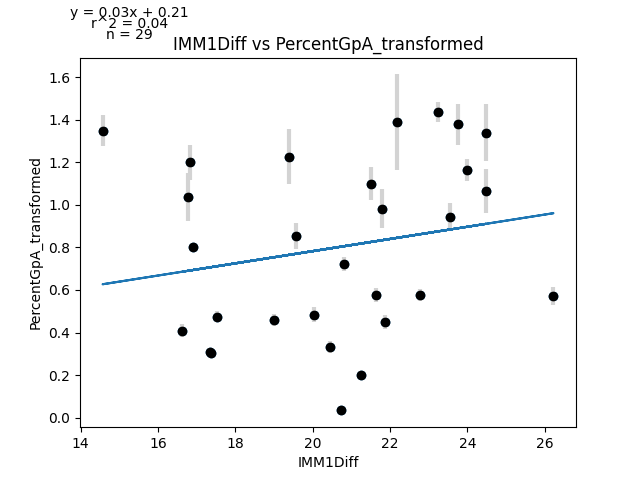 y = 0.03x + 0.21
r^2 = 0.04
n = 29
IMM1Diff vs PercentGpA_transformed
1.6
1.4
1.2
1.0
0.8
0.6
0.4
0.2
0.0
PercentGpA_transformed
14 16 18 20 22 24 26
IMM1Diff